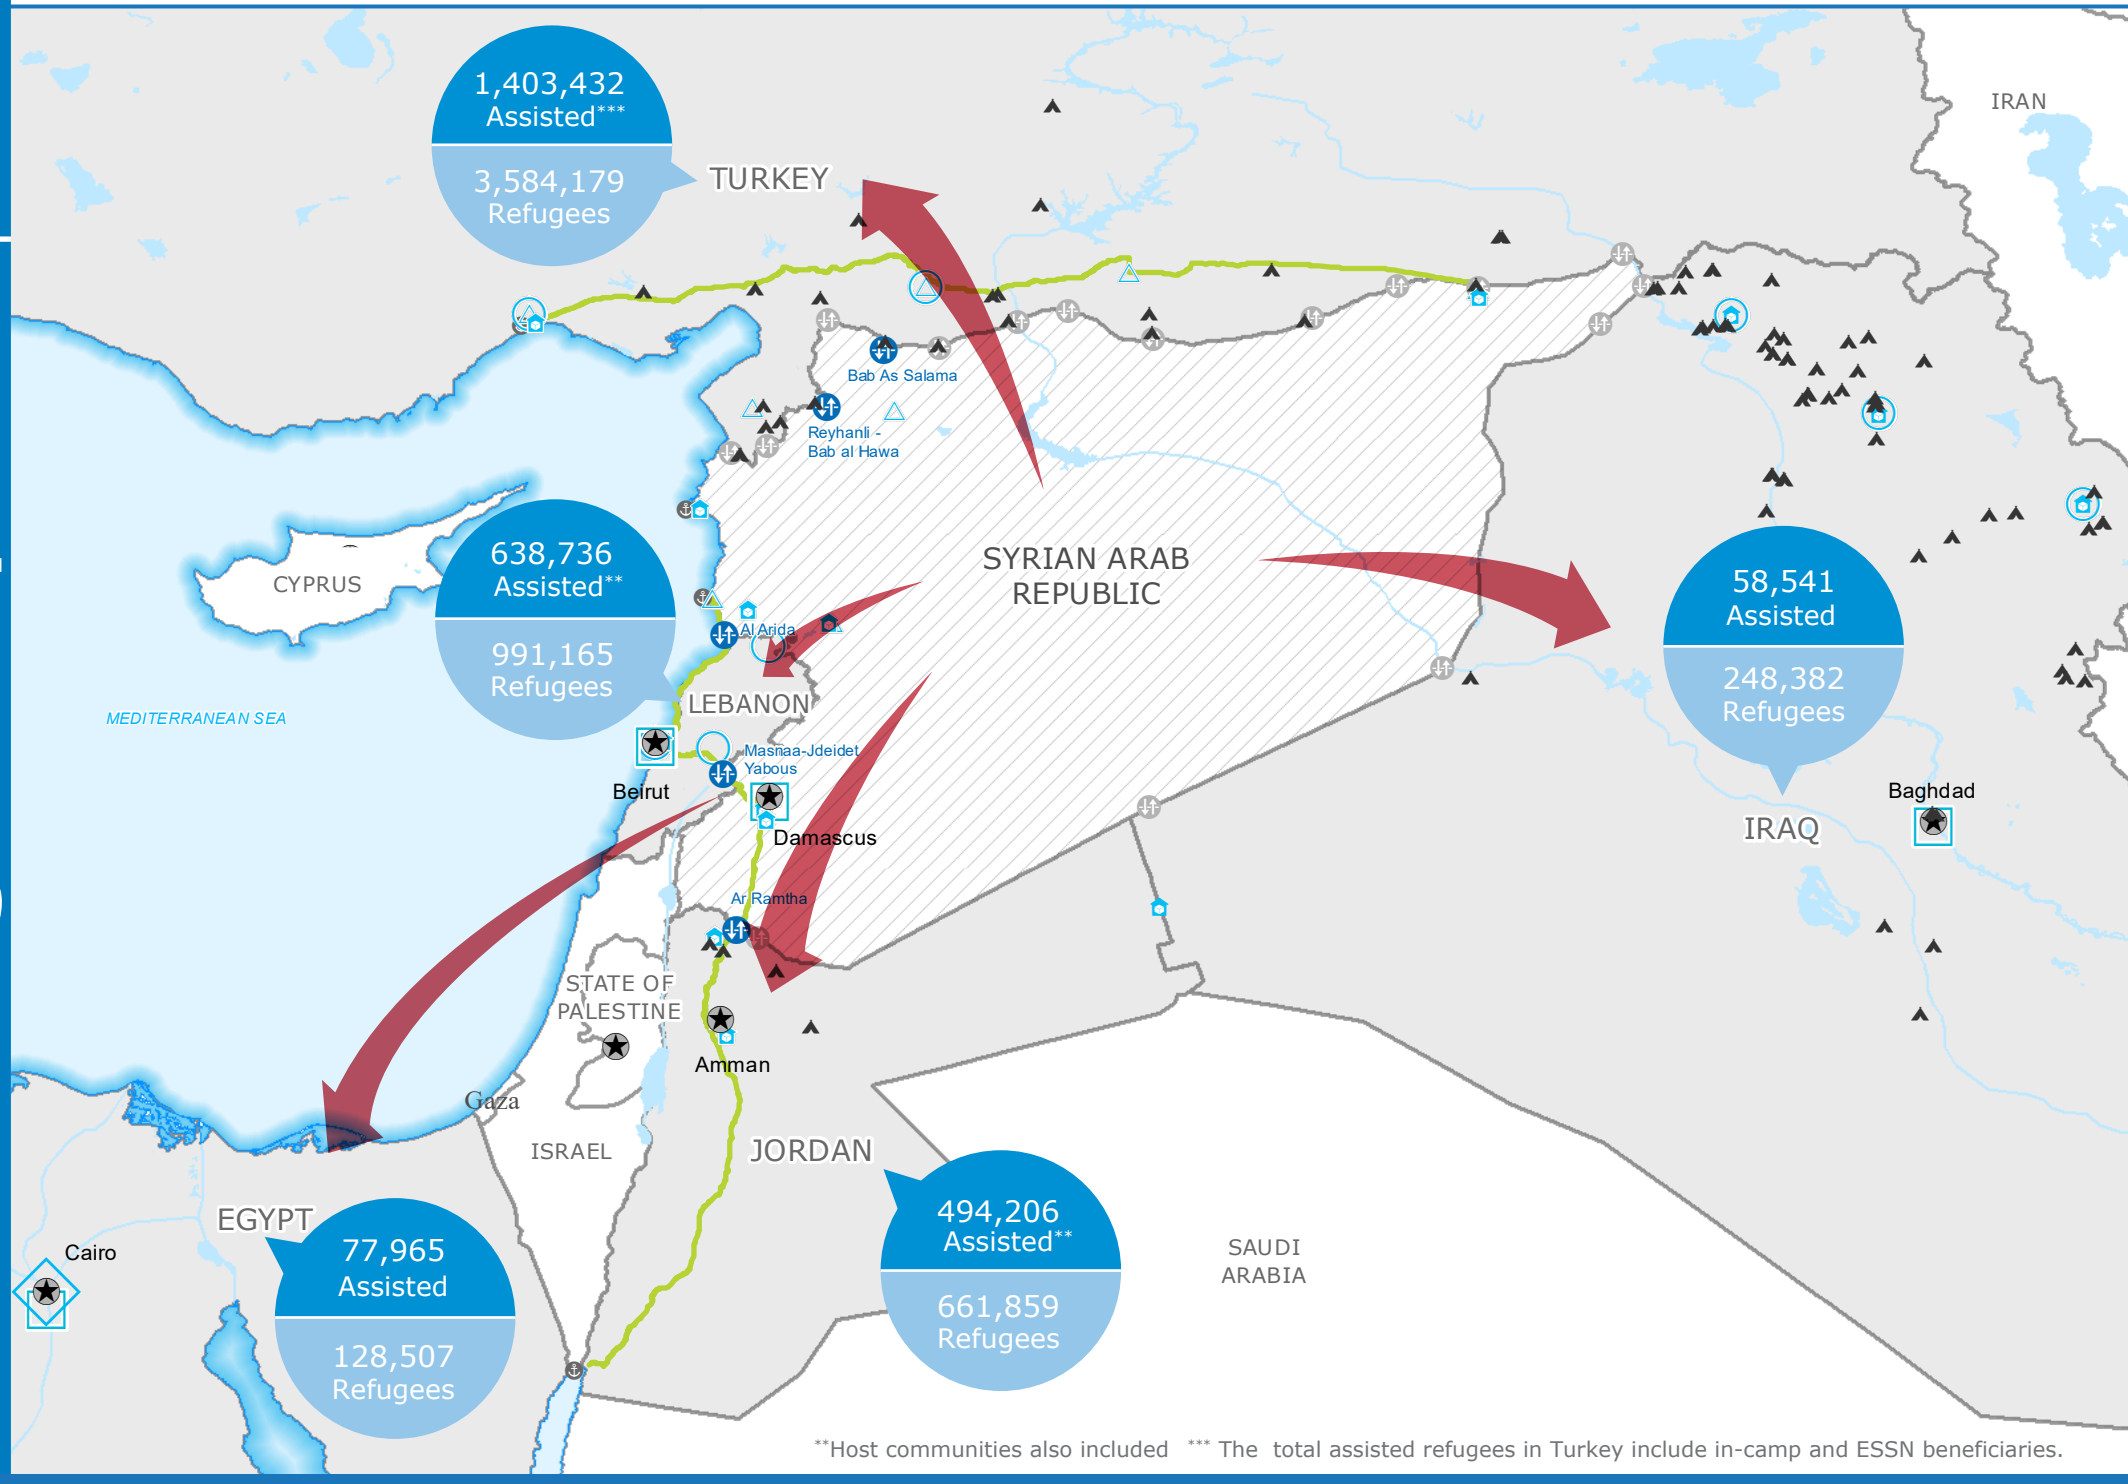 IRAN
1,403,432
Assisted***
3,584,179
Refugees
TURKEY
Bab As Salama
Reyhanli -
Bab al Hawa
SYRIAN ARAB
REPUBLIC
CYPRUS
638,736
Assisted**
991,165
Refugees
Al Arida
58,541
Assisted
248,382
Refugees
MEDITERRANEAN SEA
LEBANON
Masnaa-Jdeidet
Yabous
Beirut
Damascus
Baghdad
IRAQ
Ar Ramtha
STATE OF
PALESTINE
Amman
Gaza
ISRAEL
JORDAN
EGYPT
Cairo
77,965
Assisted
128,507
Refugees
494,206
Assisted**
661,859
Refugees
SAUDI
ARABIA
**Host communities also included *** The total assisted refugees in Turkey include in-camp and ESSN beneficiaries.